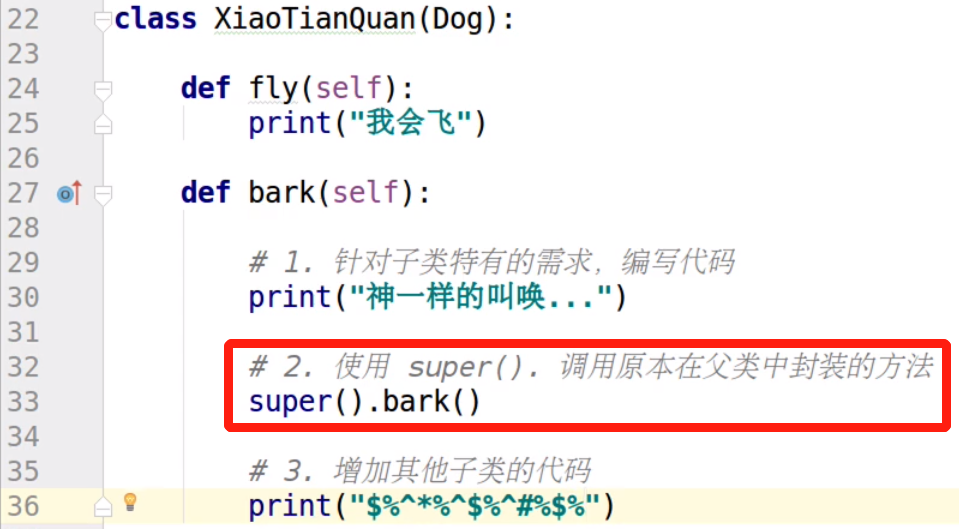 22 class XiaoTianQuan(Dog):
23
24     def fly(self):
25         print("我会飞")
26
27     def bark(self):
28
29         # 1. 针对子类特有的需求，编写代码
30         print("神一样的叫唤...")
31
32         # 2. 使用 super(). 调用原本在父类中封装的方法
33         super().bark()
34
35         # 3. 增加其他子类的代码
36         print("$%^*%^$%^#%$%")